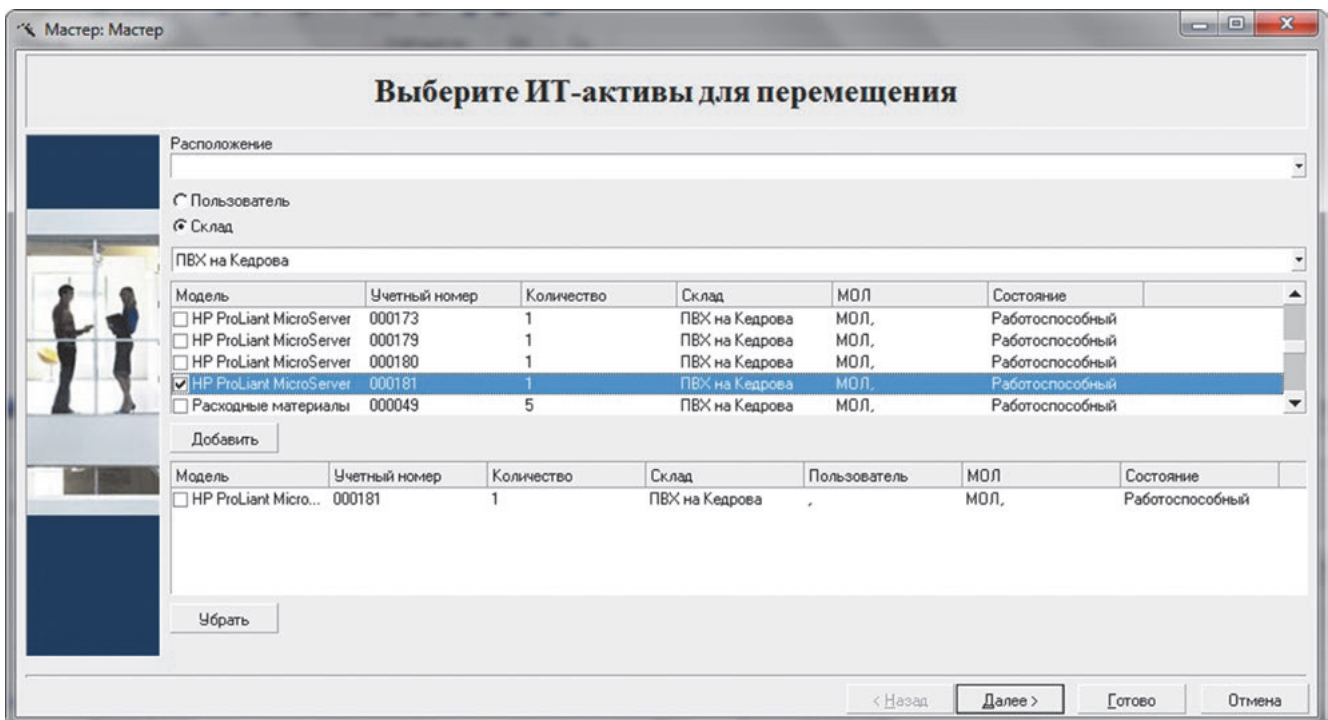 Мастер: Мастер
Выберите ИТ-активы для перемещения
Расположение
Пользователь
Склад
ПВХ на Кедрова
Модель Учетный номер Количество Склад МОЛ Состояние
HP ProLiant MicroServer 000173 1 ПВХ на Кедрова МОЛ, Работоспособный
HP ProLiant MicroServer 000179 1 ПВХ на Кедрова МОЛ, Работоспособный
HP ProLiant MicroServer 000180 1 ПВХ на Кедрова МОЛ, Работоспособный
HP ProLiant MicroServer 000181 1 ПВХ на Кедрова МОЛ, Работоспособный
Расходные материалы 000049 5 ПВХ на Кедрова МОЛ, Работоспособный
Добавить
Модель Учетный номер Количество Склад Пользователь МОЛ Состояние
HP ProLiant Micro... 000181 1 ПВХ на Кедрова , МОЛ, Работоспособный
Убрать
< Назад Далее > Готово Отмена